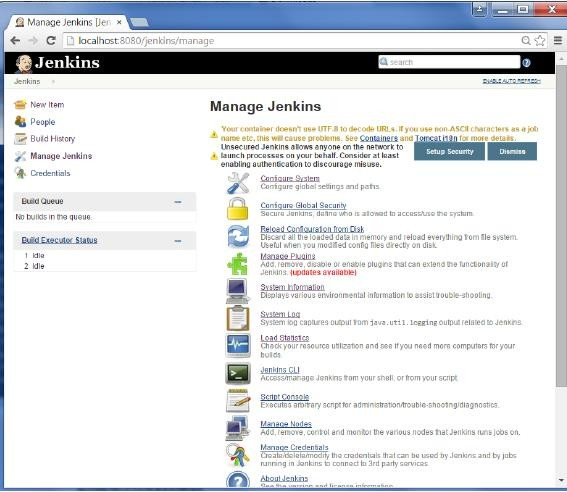 Manage Jenkins [Jen
localhost:8080/jenkins/manage
Jenkins
search
Jenkins
ENABLE AUTO REFRESH
New Item
People
Build History
Manage Jenkins
Credentials
Build Queue
No builds in the queue.
Build Executor Status
1 Idle
2 Idle
Manage Jenkins
Your container doesn't use UTF-8 to decode URLs. If you use non-ASCII characters as a job
name etc, this will cause problems. See Containers and Tomcat i18n for more details.
Unsecured Jenkins allows anyone on the network to
launch processes on your behalf. Consider at least
enabling authentication to discourage misuse.
Setup Security
Dismiss
Configure System
Configure global settings and paths.
Configure Global Security
Secure Jenkins; define who is allowed to access/use the system.
Reload Configuration from Disk
Discard all the loaded data in memory and reload everything from file system.
Useful when you modified config files directly on disk.
Manage Plugins
Add, remove, disable or enable plugins that can extend the functionality of
Jenkins. (updates available)
System Information
Displays various environmental information to assist trouble-shooting.
System Log
System log captures output from java.util.logging output related to Jenkins.
Load Statistics
Check your resource utilization and see if you need more computers for your
builds.
Jenkins CLI
Access/manage Jenkins from your shell, or from your script.
Script Console
Executes arbitrary script for administration/trouble-shooting/diagnostics.
Manage Nodes
Add, remove, control and monitor the various nodes that Jenkins runs jobs on.
Manage Credentials
Create/delete/modify the credentials that can be used by Jenkins and by jobs
running in Jenkins to connect to 3rd party services.
About Jenkins
See the version and license information.